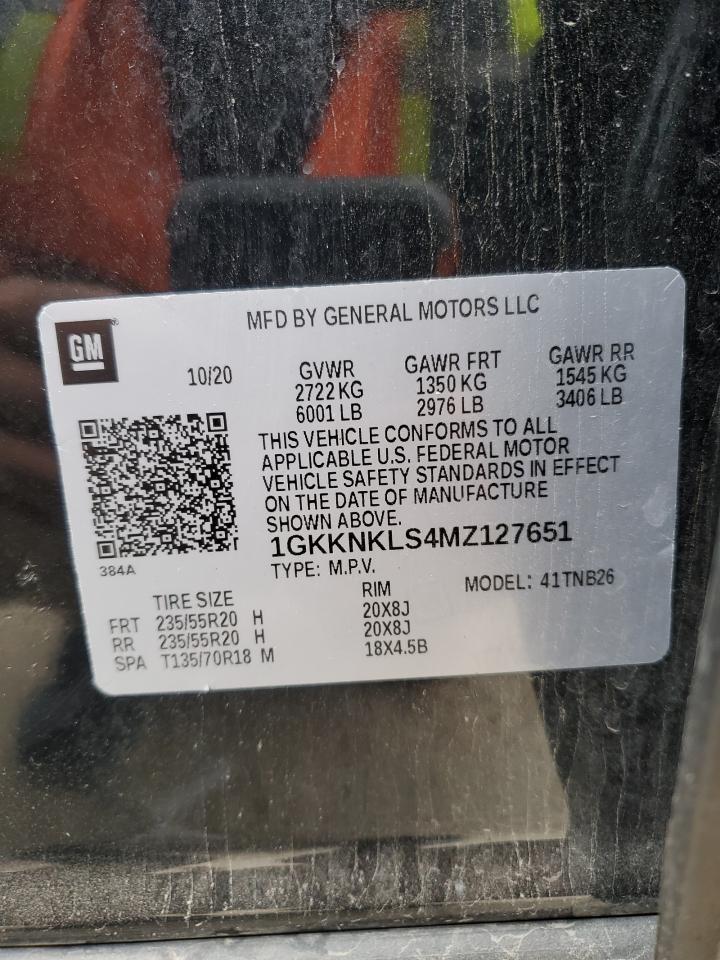 MFD BY GENERAL MOTORS LLC
GM
10/20
GVWR GAWR FRT GAWR RR
2722 KG 1350 KG 1545 KG
6001 LB 2976 LB 3406 LB
THIS VEHICLE CONFORMS TO ALL
APPLICABLE U.S. FEDERAL MOTOR
VEHICLE SAFETY STANDARDS IN EFFECT
ON THE DATE OF MANUFACTURE
SHOWN ABOVE.
1GKKNKLS4MZ127651
384A
TYPE: M.P.V. MODEL: 41TNB26
TIRE SIZE RIM
FRT 235/55R20 H 20X8J
RR 235/55R20 H 20X8J
SPA T135/70R18 M 18X4.5B